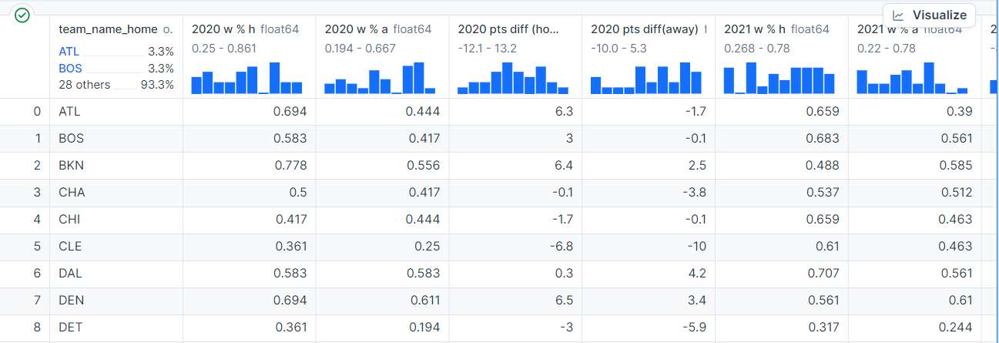 Visualize
team_name_home o.. 2020 w % h float64 2020 w % a float64 2020 pts diff (ho... 2020 pts diff(away) f 2021 w % h float64 2021 w % a float64 2
ATL 3.3% 0.25 - 0.861 0.194 - 0.667 -12.1 - 13.2 -10.0 - 5.3 0.268 - 0.78 0.22 - 0.78
BOS 3.3%
28 others 93.3%
0 ATL 0.694 0.444 6.3 -1.7 0.659 0.39
1 BOS 0.583 0.417 3 -0.1 0.683 0.561
2 BKN 0.778 0.556 6.4 2.5 0.488 0.585
3 CHA 0.5 0.417 -0.1 -3.8 0.537 0.512
4 CHI 0.417 0.444 -1.7 -0.1 0.659 0.463
5 CLE 0.361 0.25 -6.8 -10 0.61 0.463
6 DAL 0.583 0.583 0.3 4.2 0.707 0.561
7 DEN 0.694 0.611 6.5 3.4 0.561 0.61
8 DET 0.361 0.194 -3 -5.9 0.317 0.244